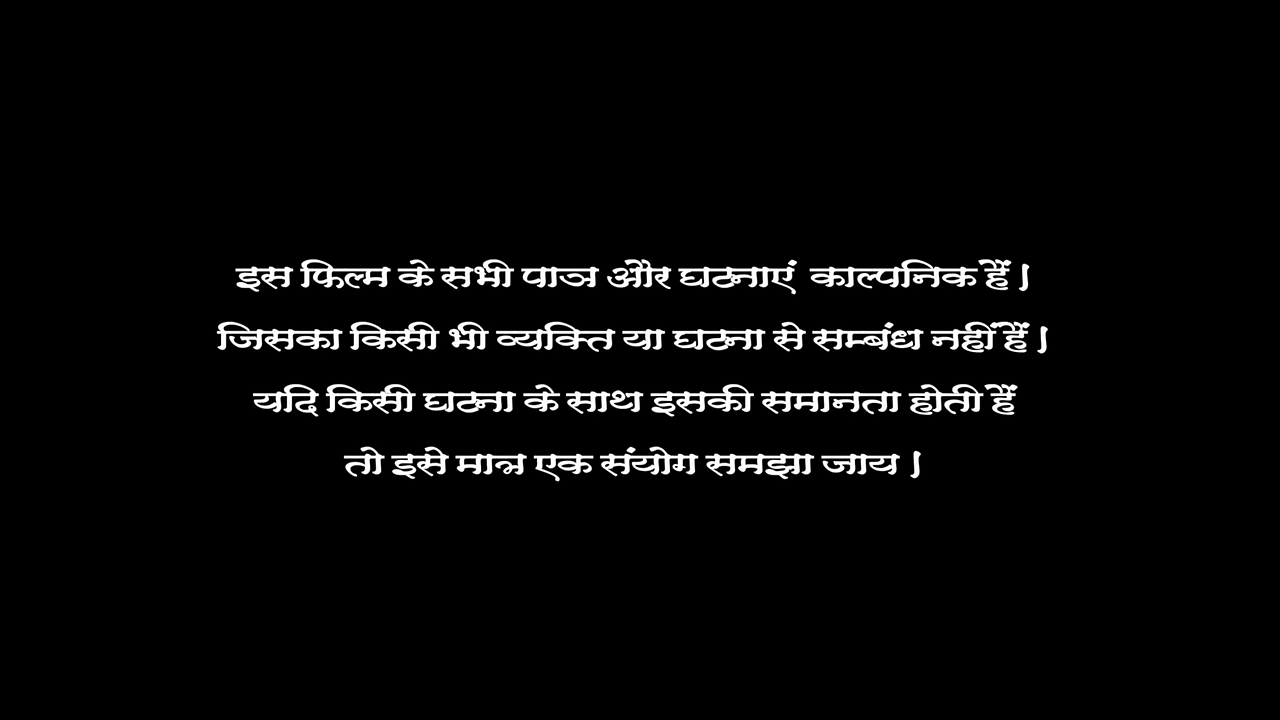 इस फिल्म के सभी पात्र और घटनाएं काल्पनिक हैं।
जिसका किसी भी व्यक्ति या घटना से सम्बंध नहीं हैं।
यदि किसी घटना के साथ इसकी समानता होती हैं
तो इसे मात्र एक संयोग समझा जाय।